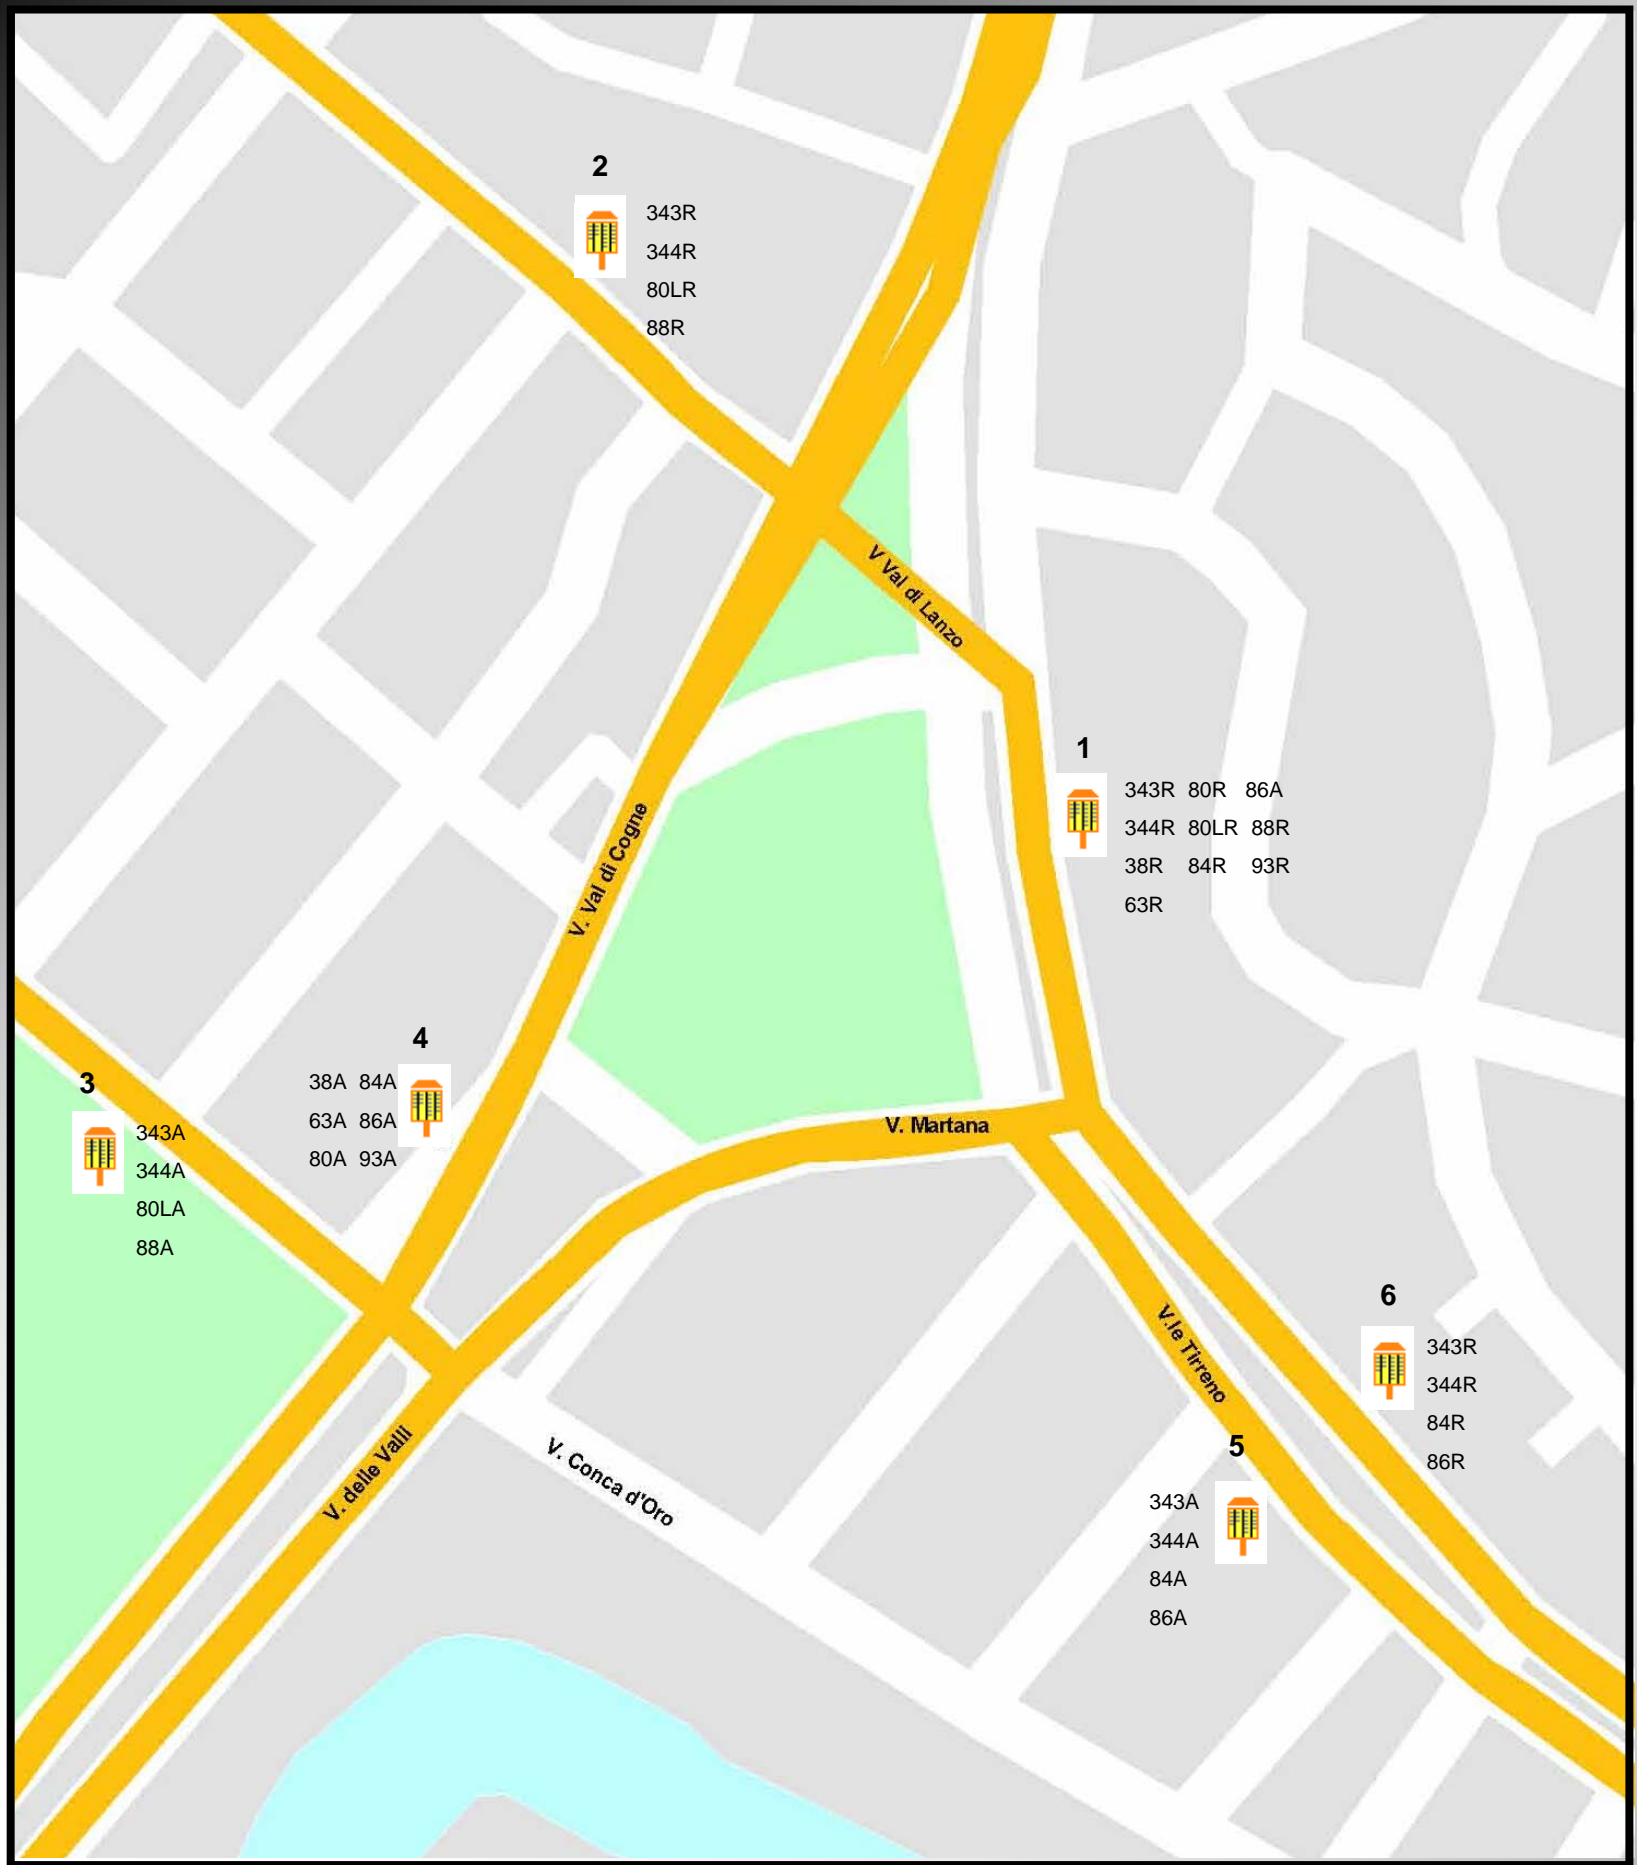 2
343R
344R
80LR
88R
V Val di Lanzo
1
343R 80R 86A
344R 80LR 88R
38R 84R 93R
63R
V. Val di Cogne
4
38A 84A
63A 86A
80A 93A
3
343A
344A
80LA
88A
V. Martana
6
343R
344R
84R
86R
V.le Tirreno
5
343A
344A
84A
86A
V. delle Valli
V. Conca d'Oro